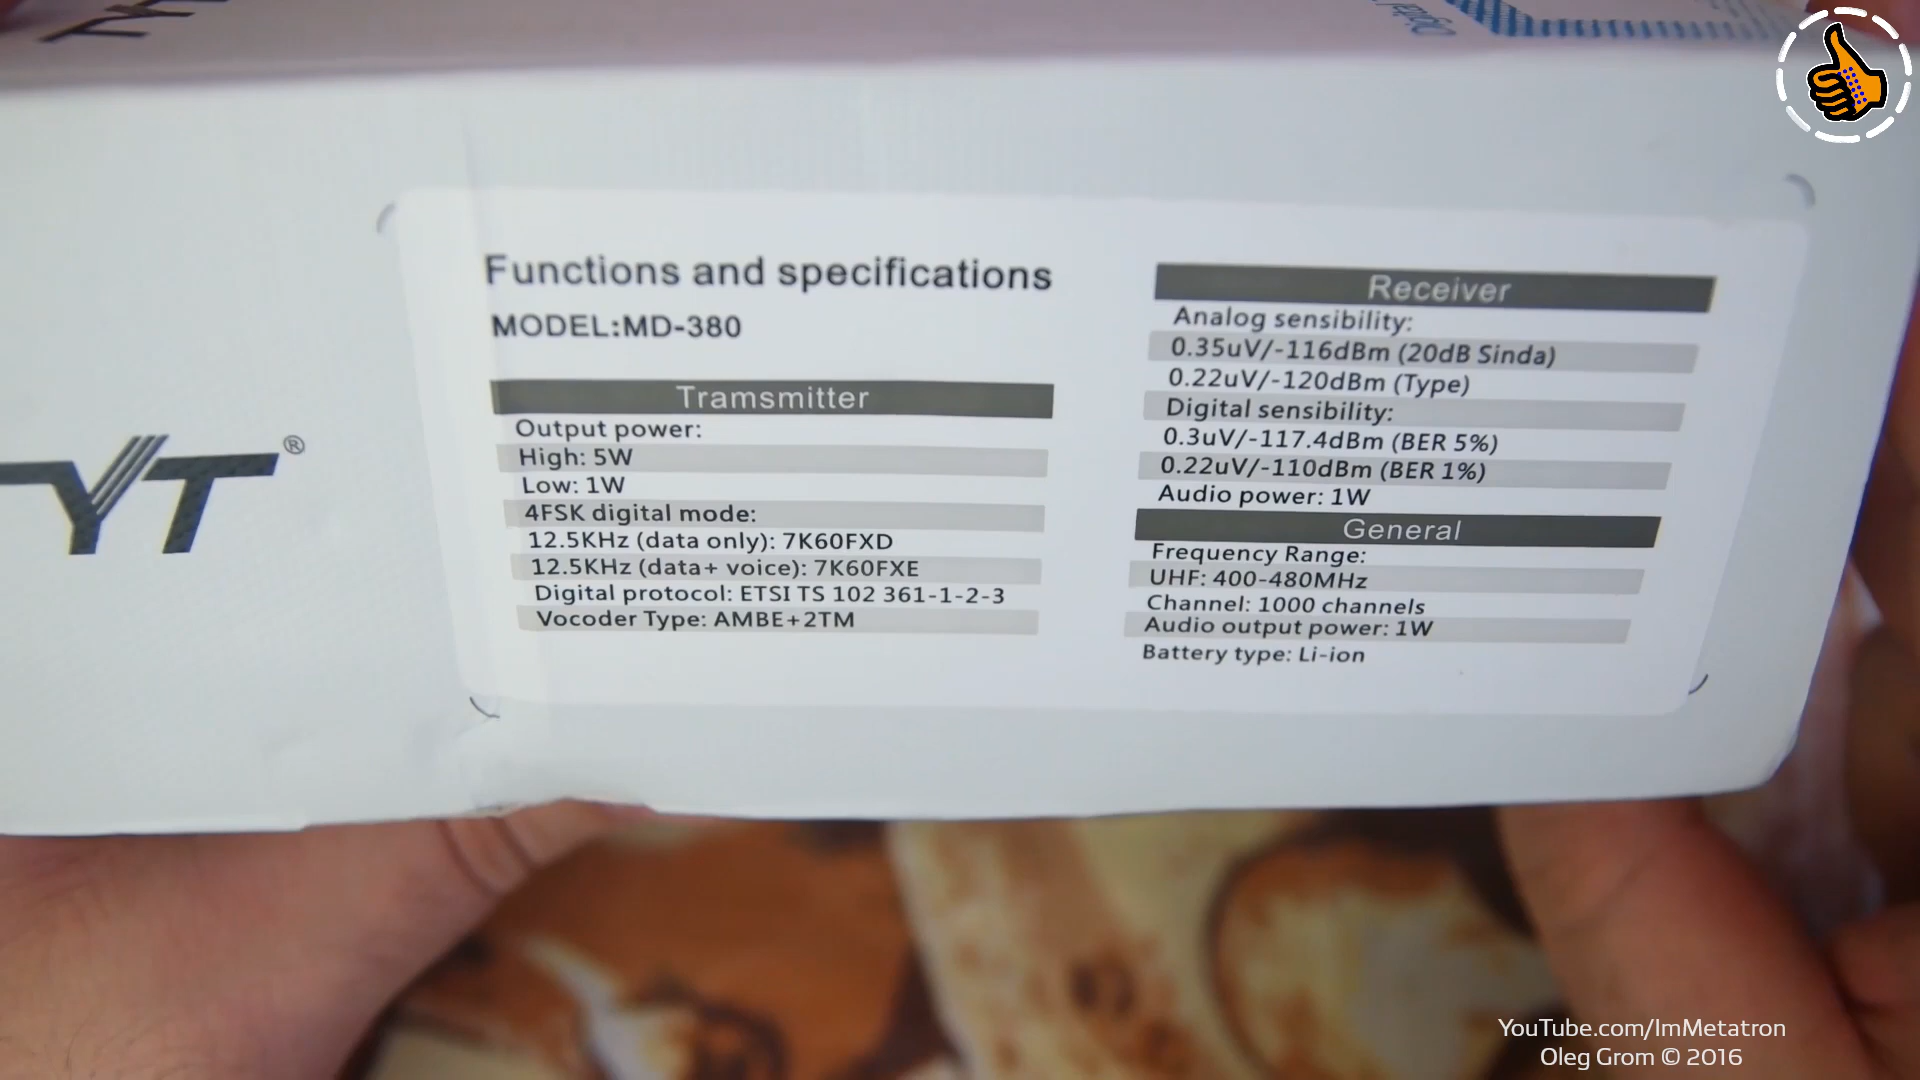 Digital
YT®
Functions and specifications
MODEL:MD-380
Tramsmitter
Output power:
High: 5W
Low: 1W
4FSK digital mode:
12.5KHz (data only): 7K60FXD
12.5KHz (data+ voice): 7K60FXE
Digital protocol: ETSI TS 102 361-1-2-3
Vocoder Type: AMBE+2TM
Receiver
Analog sensibility:
0.35uV/-116dBm (20dB Sinda)
0.22uV/-120dBm (Type)
Digital sensibility:
0.3uV/-117.4dBm (BER 5%)
0.22uV/-110dBm (BER 1%)
Audio power: 1W
General
Frequency Range:
UHF: 400-480MHz
Channel: 1000 channels
Audio output power: 1W
Battery type: Li-ion
YouTube.com/ImMetatron
Oleg Grom © 2016